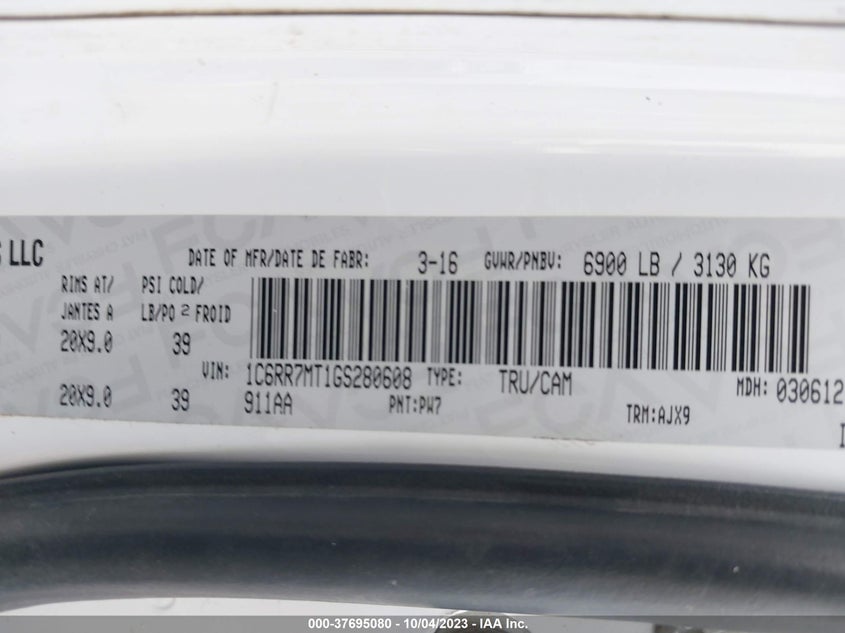 S LLC
DATE OF MFR/DATE DE FABR: 3-16 GVWR/PNBV: 6900 LB / 3130 KG
RIMS AT/ PSI COLD/
JANTES A LB/PO 2 FROID
20X9.0 39
VIN: 1C6RR7MT1GS280608 TYPE: TRU/CAM MDH: 030612
20X9.0 39
911AA PNT:PW7 TRM:AJX9
000-37695080 - 10/04/2023 - IAA Inc.